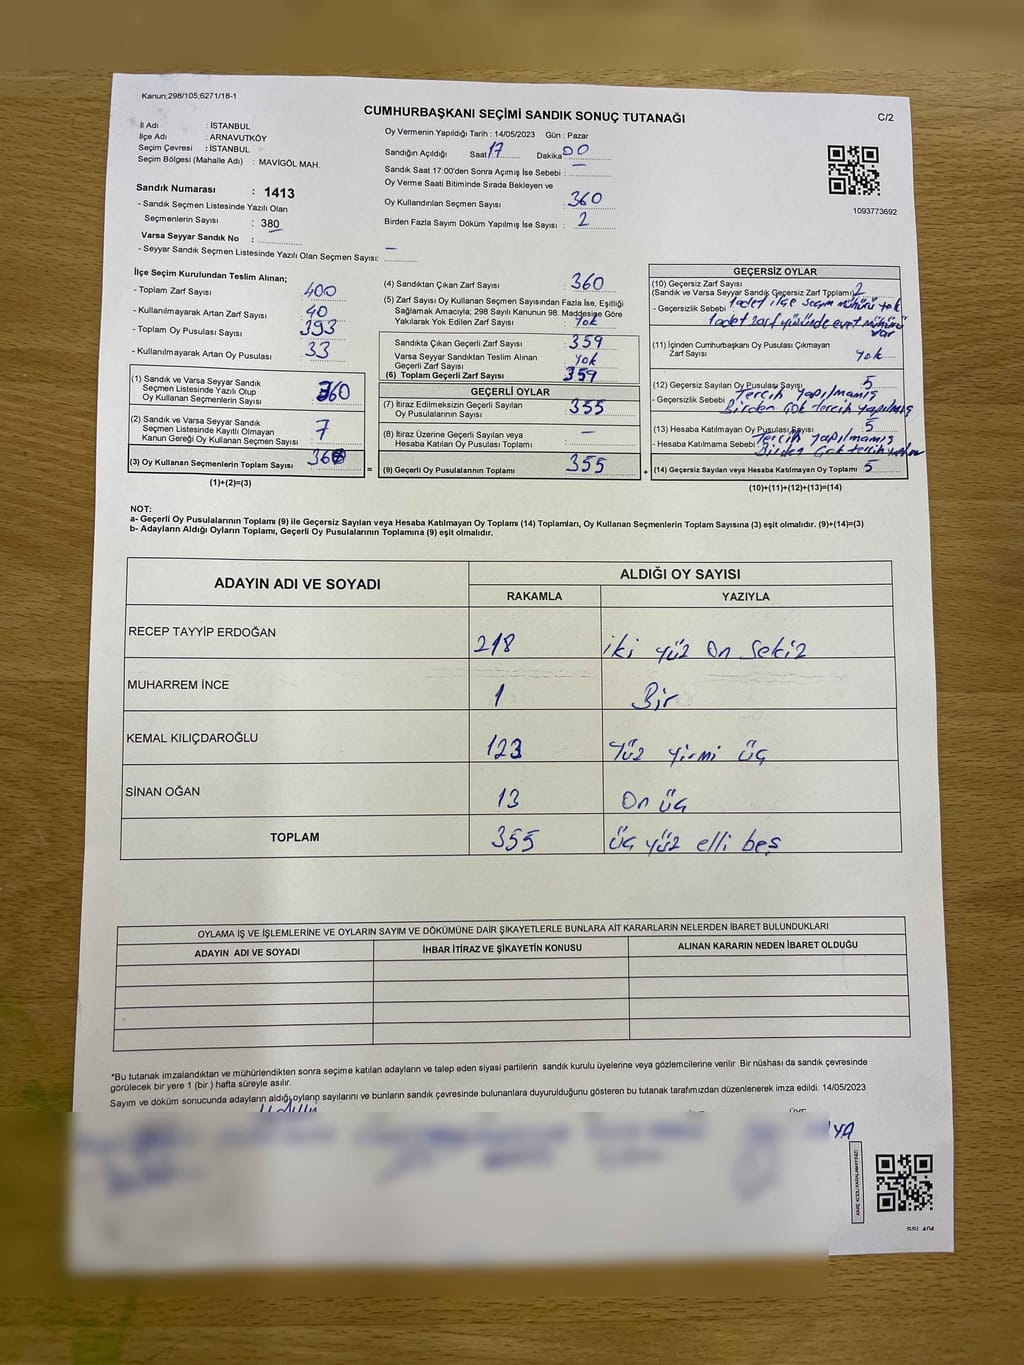 Kanun;298/105;6271/18-1
CUMHURBAŞKANI SEÇİMİ SANDIK SONUÇ TUTANAĞI
C/2
İl Adı : İSTANBUL
İlçe Adı : ARNAVUTKÖY
Seçim Çevresi : İSTANBUL
Seçim Bölgesi (Mahalle Adı) : MAVİGÖL MAH.
Oy Vermenin Yapıldığı Tarih : 14/05/2023 Gün : Pazar
Sandığın Açıldığı Saat 17 Dakika 00
Sandık Saat 17:00'den Sonra Açımış İse Sebebi : —
Oy Verme Saati Bitiminde Sırada Bekleyen ve
Oy Kullandırılan Seçmen Sayısı 360
Birden Fazla Sayım Döküm Yapılmış İse Sayısı : 2
1093773692
Sandık Numarası : 1413
- Sandık Seçmen Listesinde Yazılı Olan
Seçmenlerin Sayısı : 380
Varsa Seyyar Sandık No :
- Seyyar Sandık Seçmen Listesinde Yazılı Olan Seçmen Sayısı: —
İlçe Seçim Kurulundan Teslim Alınan;
- Toplam Zarf Sayısı : 400
- Kullanılmayarak Artan Zarf Sayısı : 40
- Toplam Oy Pusulası Sayısı : 393
- Kullanılmayarak Artan Oy Pusulası : 33
(1) Sandık ve Varsa Seyyar Sandık
Seçmen Listesinde Yazılı Olup
Oy Kullanan Seçmenlerin Sayısı : 360
(2) Sandık ve Varsa Seyyar Sandık
Seçmen Listesinde Kayıtlı Olmayan
Kanun Gereği Oy Kullanan Seçmen Sayısı : 7
(3) Oy Kullanan Seçmenlerin Toplam Sayısı
(1)+(2)=(3)
(4) Sandıktan Çıkan Zarf Sayısı : 360
(5) Zarf Sayısı Oy Kullanan Seçmen Sayısından Fazla İse, Eşitliği
Sağlamak Amacıyla; 298 Sayılı Kanunun 98. Maddesine Göre
Yakılarak Yok Edilen Zarf Sayısı : Yok
Sandıkta Çıkan Geçerli Zarf Sayısı : 359
Varsa Seyyar Sandıktan Teslim Alınan
Geçerli Zarf Sayısı : Yok
(6) Toplam Geçerli Zarf Sayısı : 359
GEÇERLİ OYLAR
(7) İtiraz Edilmeksizin Geçerli Sayılan
Oy Pusulalarının Sayısı : 355
(8) İtiraz Üzerine Geçerli Sayılan veya
Hesaba Katılan Oy Pusulası Toplamı : —
= (9) Geçerli Oy Pusulalarının Toplamı : 355
GEÇERSİZ OYLAR
(10) Geçersiz Zarf Sayısı
(Sandık ve Varsa Seyyar Sandık Geçersiz Zarf Toplamı) 2
- Geçersizlik Sebebi 1 adet ilçe seçim mühürü yok
1 adet zarf yüzünde evet mühürü
var
(11) İçinden Cumhurbaşkanı Oy Pusulası Çıkmayan
Zarf Sayısı : Yok
(12) Geçersiz Sayılan Oy Pusulası Sayısı : 5
- Geçersizlik Sebebi Tercih yapılmamış
Birden Çok tercih yapılmış
(13) Hesaba Katılmayan Oy Pusulası Sayısı : 5
- Hesaba Katılmama Sebebi Tercih yapılmamış
Birden Çok tercih
+ (14) Geçersiz Sayılan veya Hesaba Katılmayan Oy Toplamı 5
(10)+(11)+(12)+(13)=(14)
NOT:
a- Geçerli Oy Pusulalarının Toplamı (9) ile Geçersiz Sayılan veya Hesaba Katılmayan Oy Toplamı (14) Toplamları, Oy Kullanan Seçmenlerin Toplam Sayısına (3) eşit olmalıdır. (9)+(14)=(3)
b- Adayların Aldığı Oyların Toplamı, Geçerli Oy Pusulalarının Toplamına (9) eşit olmalıdır.
ADAYIN ADI VE SOYADI
ALDIĞI OY SAYISI
RAKAMLA YAZIYLA
RECEP TAYYİP ERDOĞAN 218 iki yüz On Sekiz
MUHARREM İNCE 1 Bir
KEMAL KILIÇDAROĞLU 123 Yüz yirmi üç
SİNAN OĞAN 13 On üç
TOPLAM 355 üç yüz elli beş
OYLAMA İŞ VE İŞLEMLERİNE VE OYLARIN SAYIM VE DÖKÜMÜNE DAİR ŞİKAYETLERLE BUNLARA AİT KARARLARIN NELERDEN İBARET BULUNDUKLARI
ADAYIN ADI VE SOYADI İHBAR İTİRAZ VE ŞİKAYETİN KONUSU ALINAN KARARIN NEDEN İBARET OLDUĞU
*Bu tutanak imzalandıktan ve mühürlendikten sonra seçime katılan adayların ve talep eden siyasi partilerin sandık kurulu üyelerine veya gözlemcilerine verilir .Bir nüshası da sandık çevresinde
görülecek bir yere 1 (bir ) hafta süreyle asılır.
Sayım ve döküm sonucunda adayların aldığı oyların sayılarını ve bunların sandık çevresinde bulunanlara duyurulduğunu gösteren bu tutanak tarafımızdan düzenlenerek imza edildi. 14/05/2023
ÜYE
YA
KARE KODU KARALAMAYINIZ!